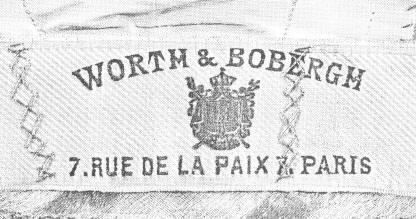 WORTH & BOBERGH
7.RUE DE LA PAIX 7. PARIS